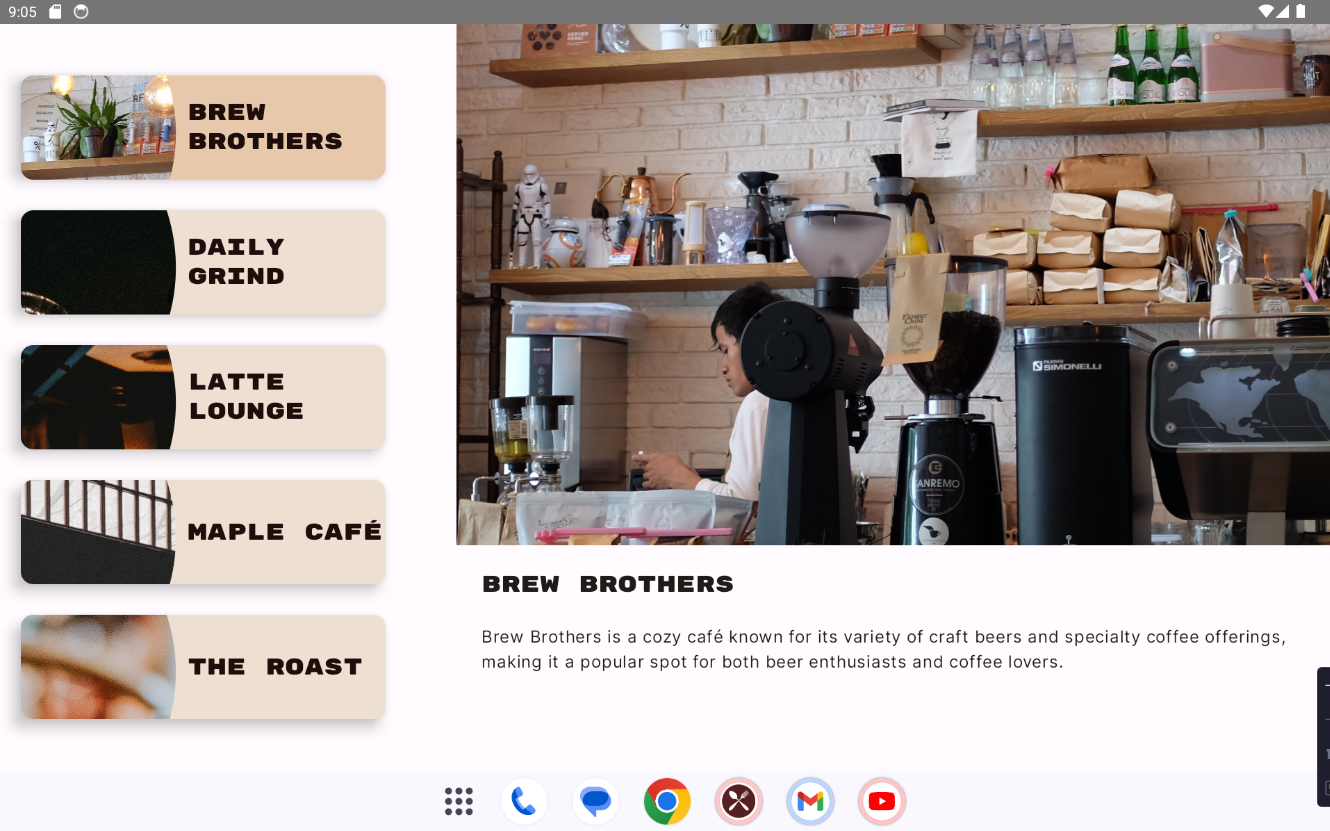 9:05
BREW
BROTHERS
DAILY
GRIND
LATTE
LOUNGE
MAPLE CAFÉ
THE ROAST
SIMONELLI
SANREMO
BREW BROTHERS
Brew Brothers is a cozy café known for its variety of craft beers and specialty coffee offerings,
making it a popular spot for both beer enthusiasts and coffee lovers.